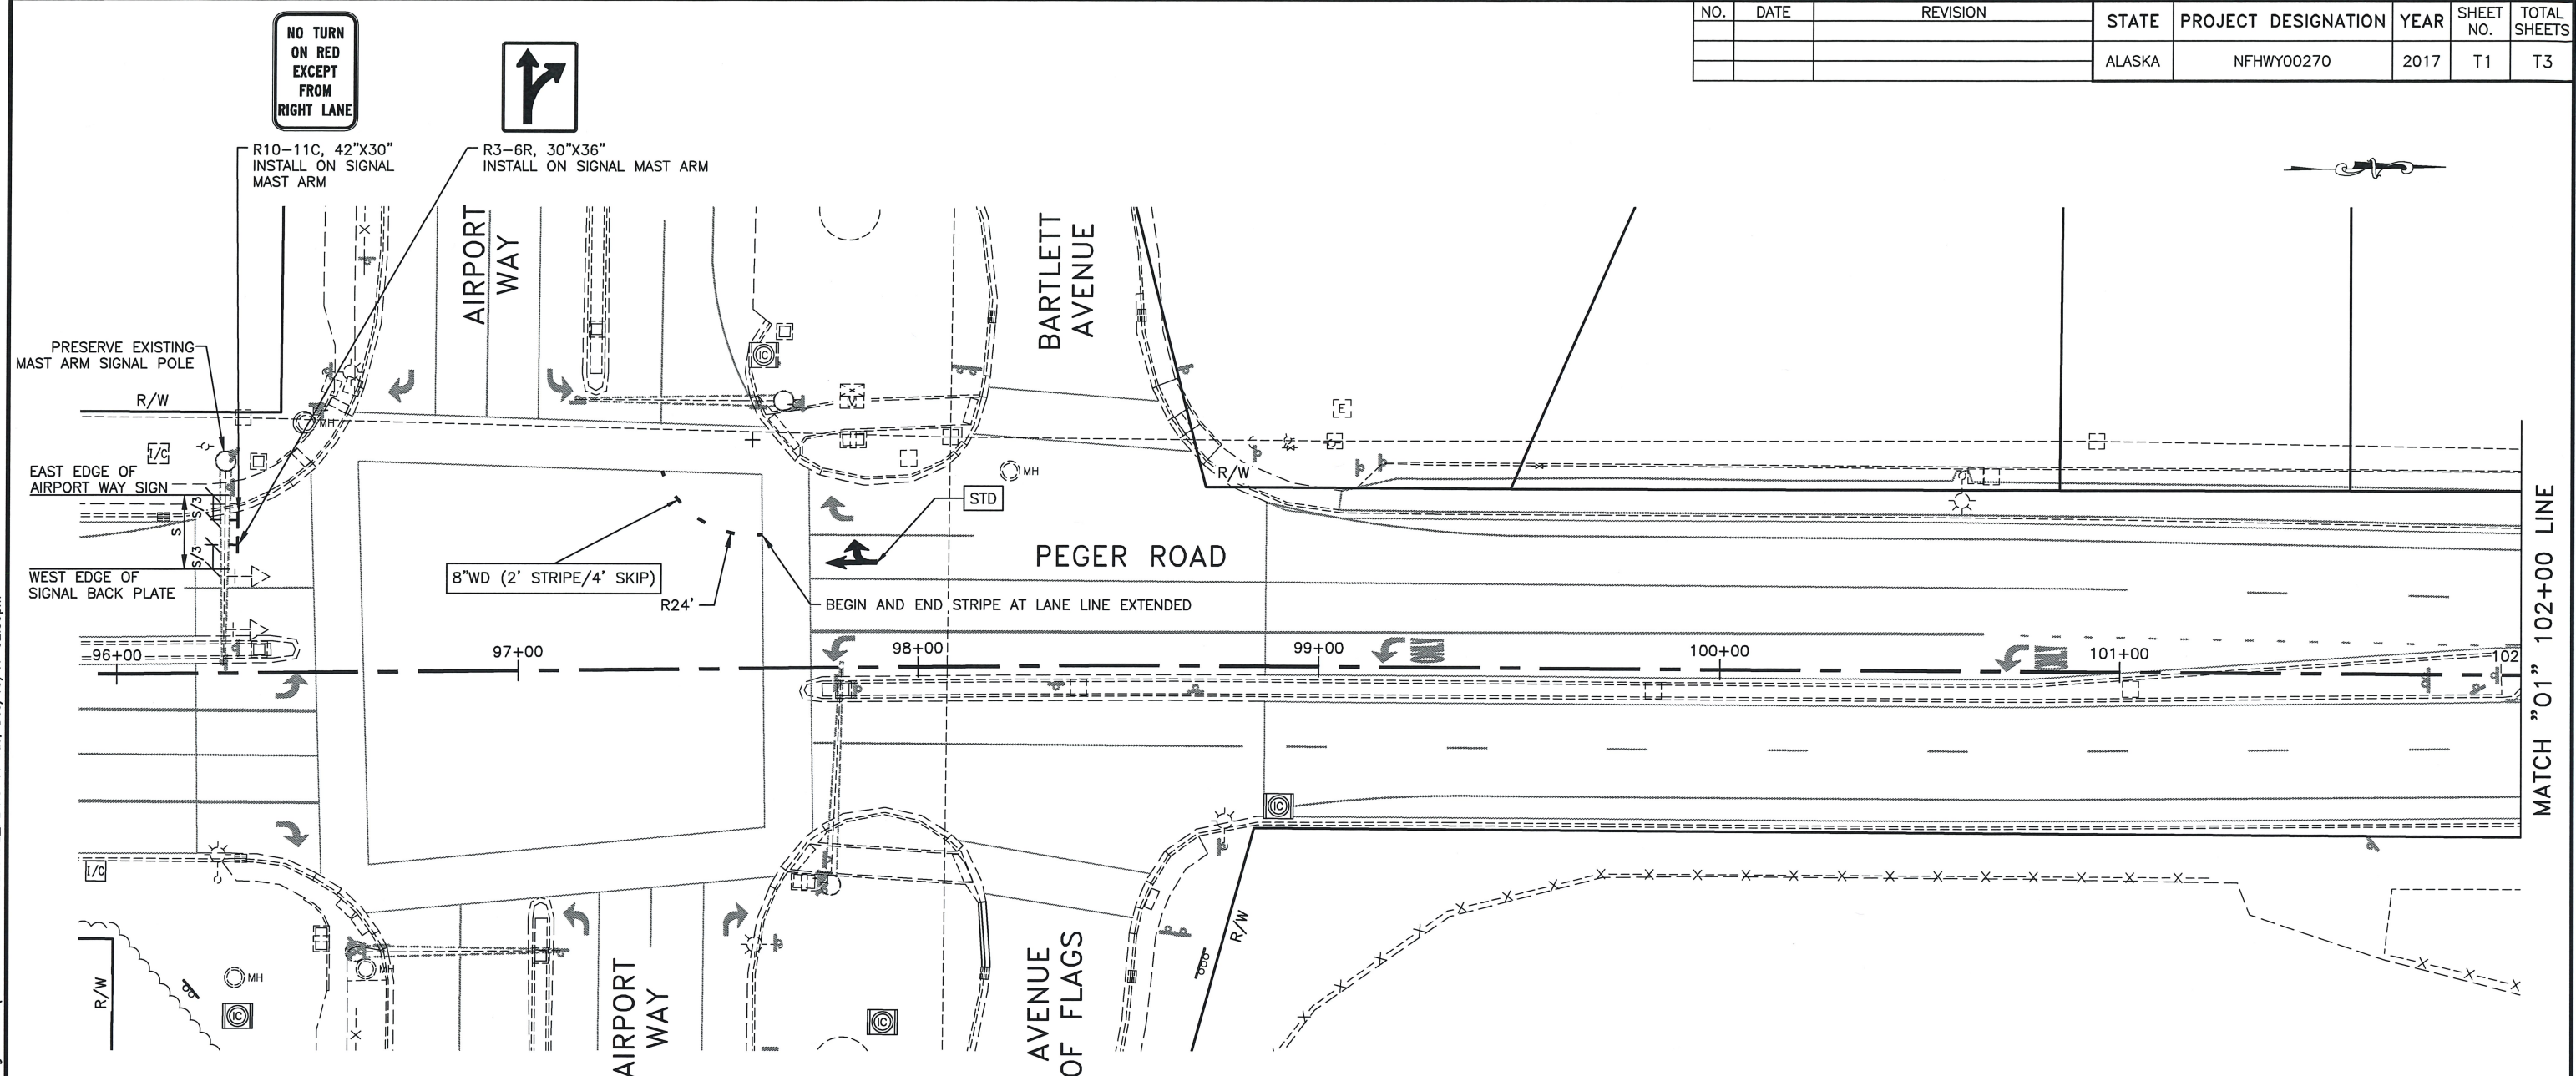 NO. DATE REVISION STATE PROJECT DESIGNATION YEAR SHEET NO. TOTAL SHEETS
ALASKA NFHWY00270 2017 T1 T3
NO TURN
ON RED
EXCEPT
FROM
RIGHT LANE
R10-11C, 42"X30"
INSTALL ON SIGNAL
MAST ARM
R3-6R, 30"X36"
INSTALL ON SIGNAL MAST ARM
AIRPORT
WAY
BARTLETT
AVENUE
PRESERVE EXISTING
MAST ARM SIGNAL POLE
R/W
IC
MH
I/C
V
E
MH
R/W
EAST EDGE OF
AIRPORT WAY SIGN
S/3
S
S/3
STD
PEGER ROAD
8"WD (2' STRIPE/4' SKIP)
WEST EDGE OF
SIGNAL BACK PLATE
R24'
BEGIN AND END STRIPE AT LANE LINE EXTENDED
96+00
97+00
98+00
99+00
100+00
101+00
102
MATCH "O1" 102+00 LINE
IC
I/C
R/W
MH
MH
IC
IC
R/W
AIRPORT
WAY
AVENUE
OF FLAGS